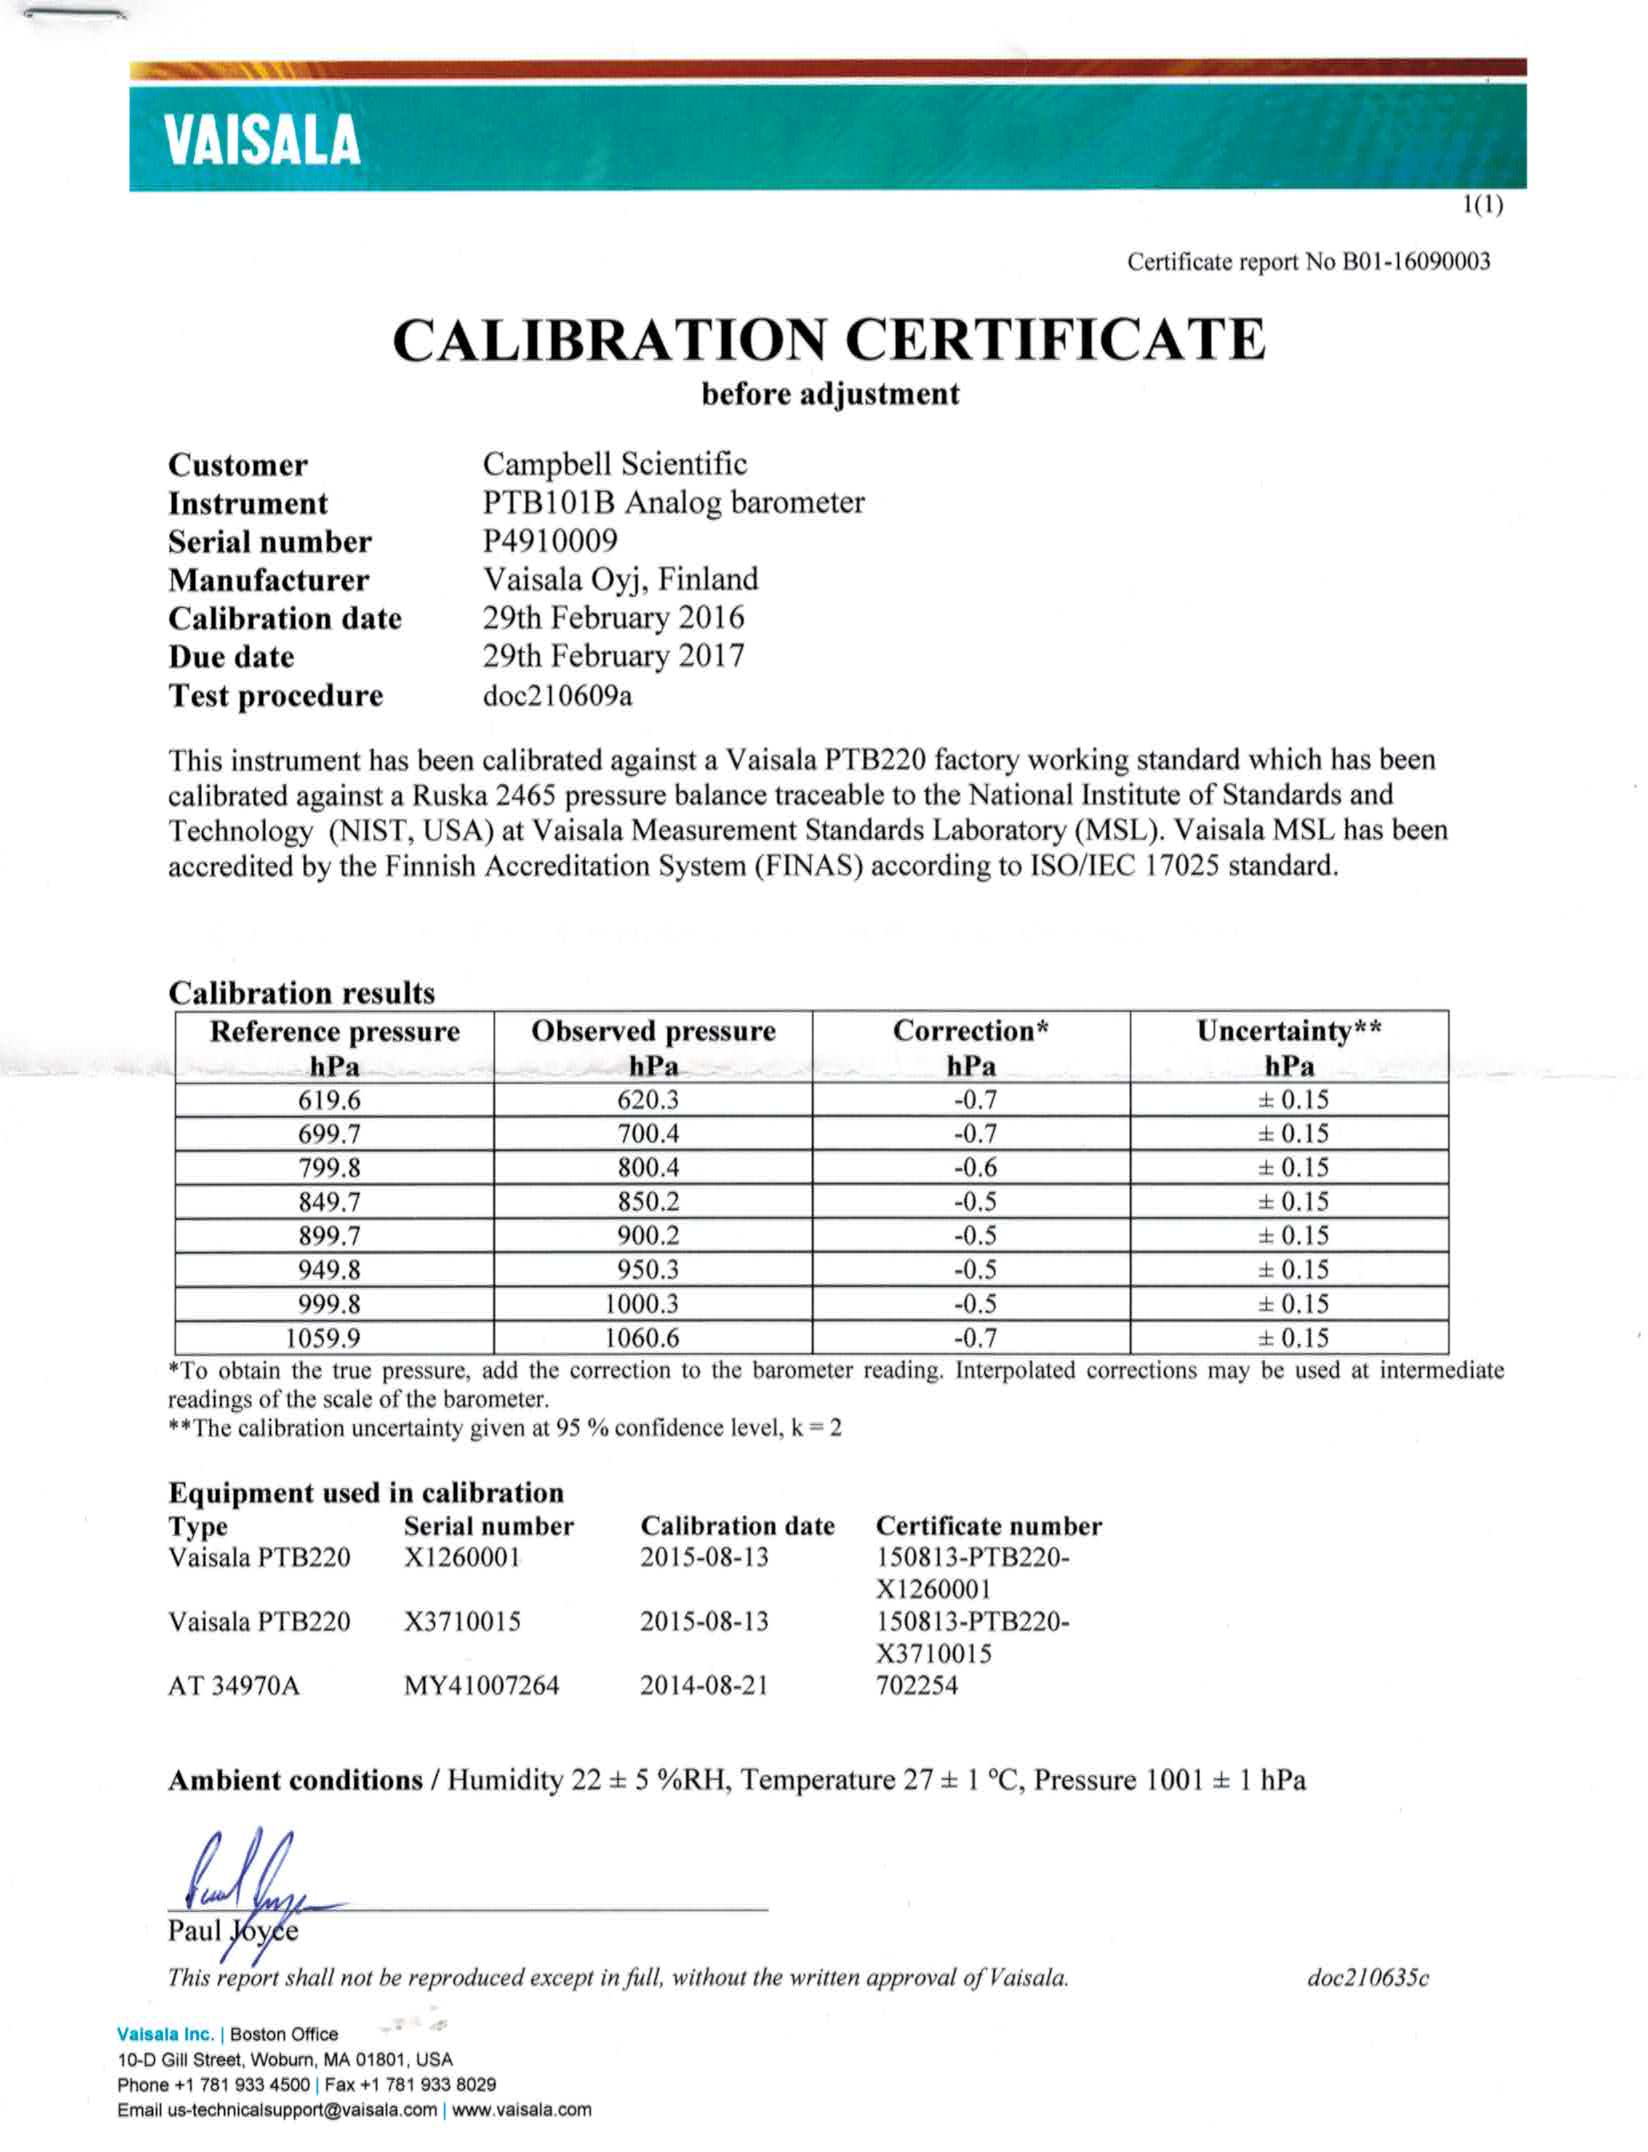 VAISALA
1(1)
Certificate report No B01-16090003
CALIBRATION CERTIFICATE
before adjustment
Customer Campbell Scientific
Instrument PTB101B Analog barometer
Serial number P4910009
Manufacturer Vaisala Oyj, Finland
Calibration date 29th February 2016
Due date 29th February 2017
Test procedure doc210609a
This instrument has been calibrated against a Vaisala PTB220 factory working standard which has been
calibrated against a Ruska 2465 pressure balance traceable to the National Institute of Standards and
Technology (NIST, USA) at Vaisala Measurement Standards Laboratory (MSL). Vaisala MSL has been
accredited by the Finnish Accreditation System (FINAS) according to ISO/IEC 17025 standard.
Calibration results
Reference pressure Observed pressure Correction* Uncertainty**
hPa hPa hPa hPa
619.6 620.3 -0.7 ± 0.15
699.7 700.4 -0.7 ± 0.15
799.8 800.4 -0.6 ± 0.15
849.7 850.2 -0.5 ± 0.15
899.7 900.2 -0.5 ± 0.15
949.8 950.3 -0.5 ± 0.15
999.8 1000.3 -0.5 ± 0.15
1059.9 1060.6 -0.7 ± 0.15
*To obtain the true pressure, add the correction to the barometer reading. Interpolated corrections may be used at intermediate
readings of the scale of the barometer.
**The calibration uncertainty given at 95 % confidence level, k = 2
Equipment used in calibration
Type Serial number Calibration date Certificate number
Vaisala PTB220 X1260001 2015-08-13 150813-PTB220-
X1260001
Vaisala PTB220 X3710015 2015-08-13 150813-PTB220-
X3710015
AT 34970A MY41007264 2014-08-21 702254
Ambient conditions / Humidity 22 ± 5 %RH, Temperature 27 ± 1 °C, Pressure 1001 ± 1 hPa
Paul Joyce
Paul Joyce
This report shall not be reproduced except in full, without the written approval of Vaisala. doc210635c
Vaisala Inc. | Boston Office
10-D Gill Street, Woburn, MA 01801, USA
Phone +1 781 933 4500 | Fax +1 781 933 8029
Email us-technicalsupport@vaisala.com | www.vaisala.com